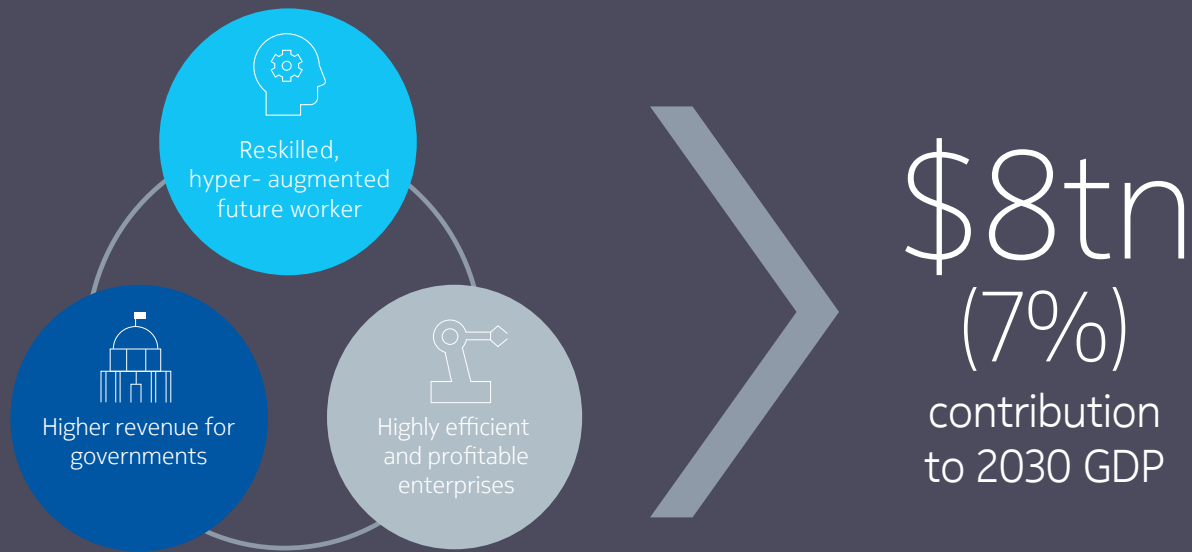 Reskilled,
hyper- augmented
future worker
Higher revenue for
governments
Highly efficient
and profitable
enterprises
$8tn
(7%)
contribution
to 2030 GDP